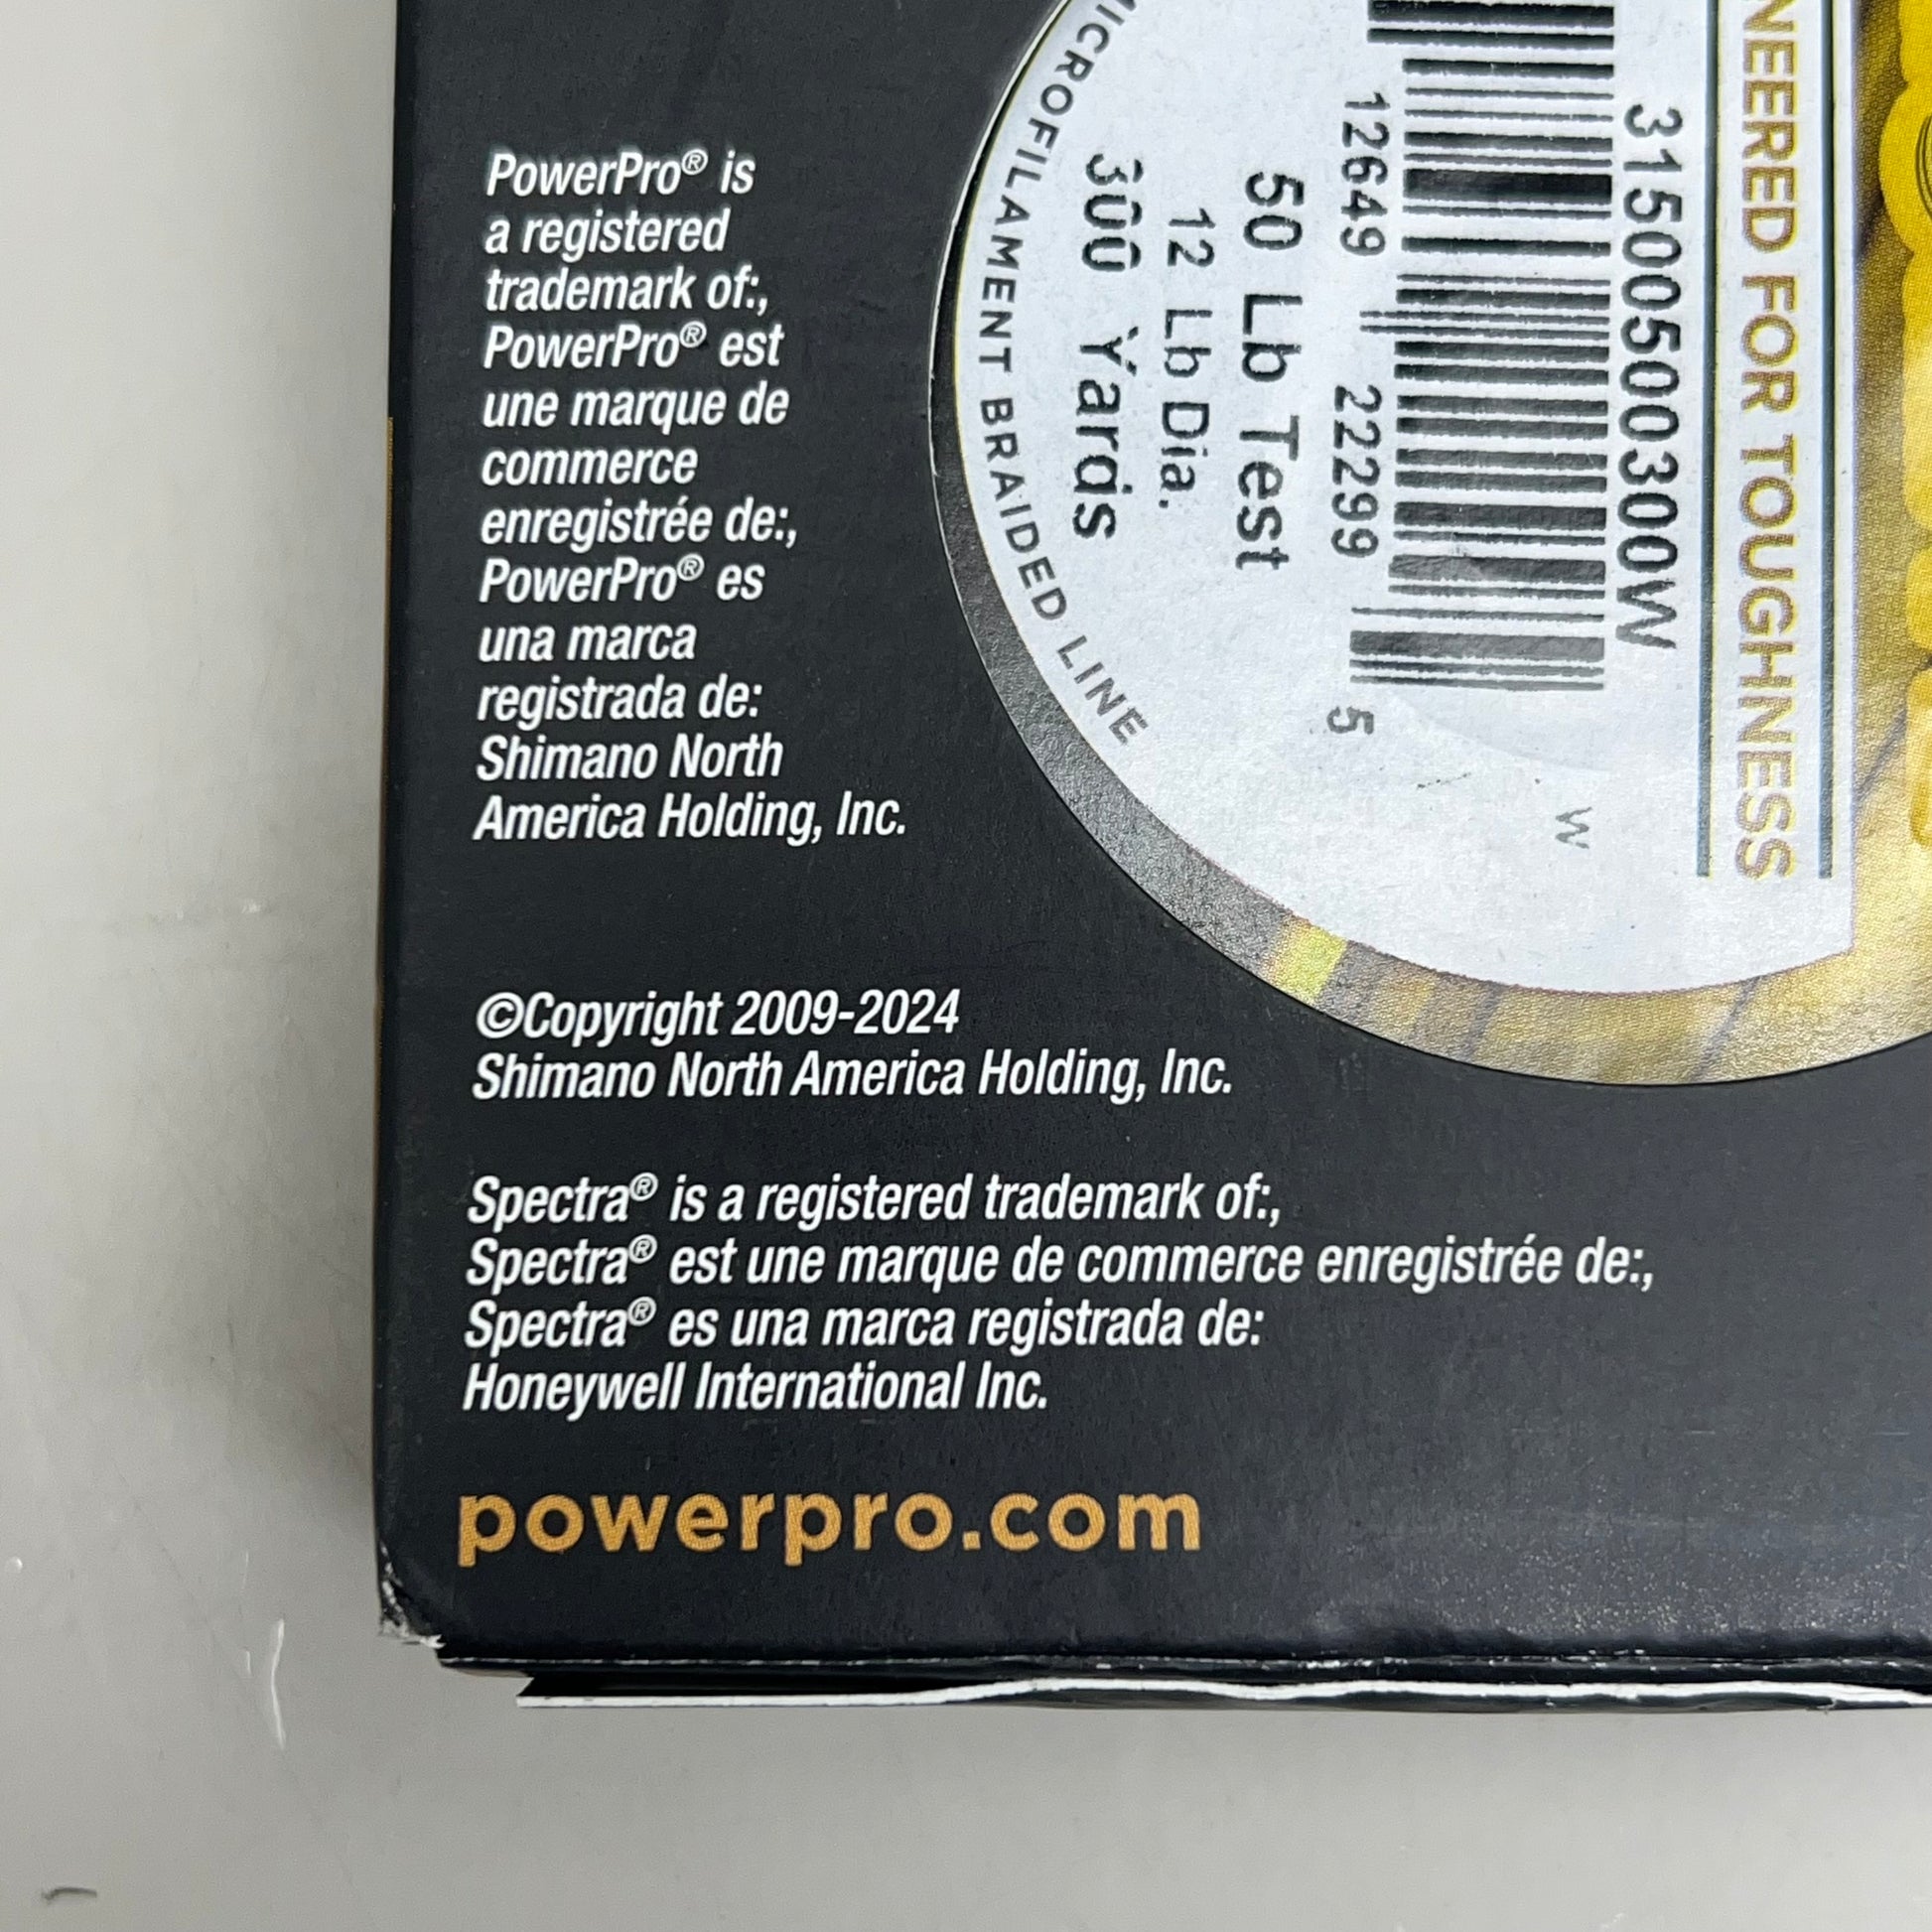 PowerPro® is
a registered
trademark of:,
PowerPro® est
une marque de
commerce
enregistrée de:,
PowerPro® es
una marca
registrada de:
Shimano North
America Holding, Inc.
©Copyright 2009-2024
Shimano North America Holding, Inc.
Spectra® is a registered trademark of:,
Spectra® est une marque de commerce enregistrée de:,
Spectra® es una marca registrada de:
Honeywell International Inc.
powerpro.com
NEERED FOR TOUGHNESS
31500500300W
12649 22299 5
50 Lb Test
12 Lb Dia.
300 Yards
MICROFILAMENT BRAIDED LINE
W